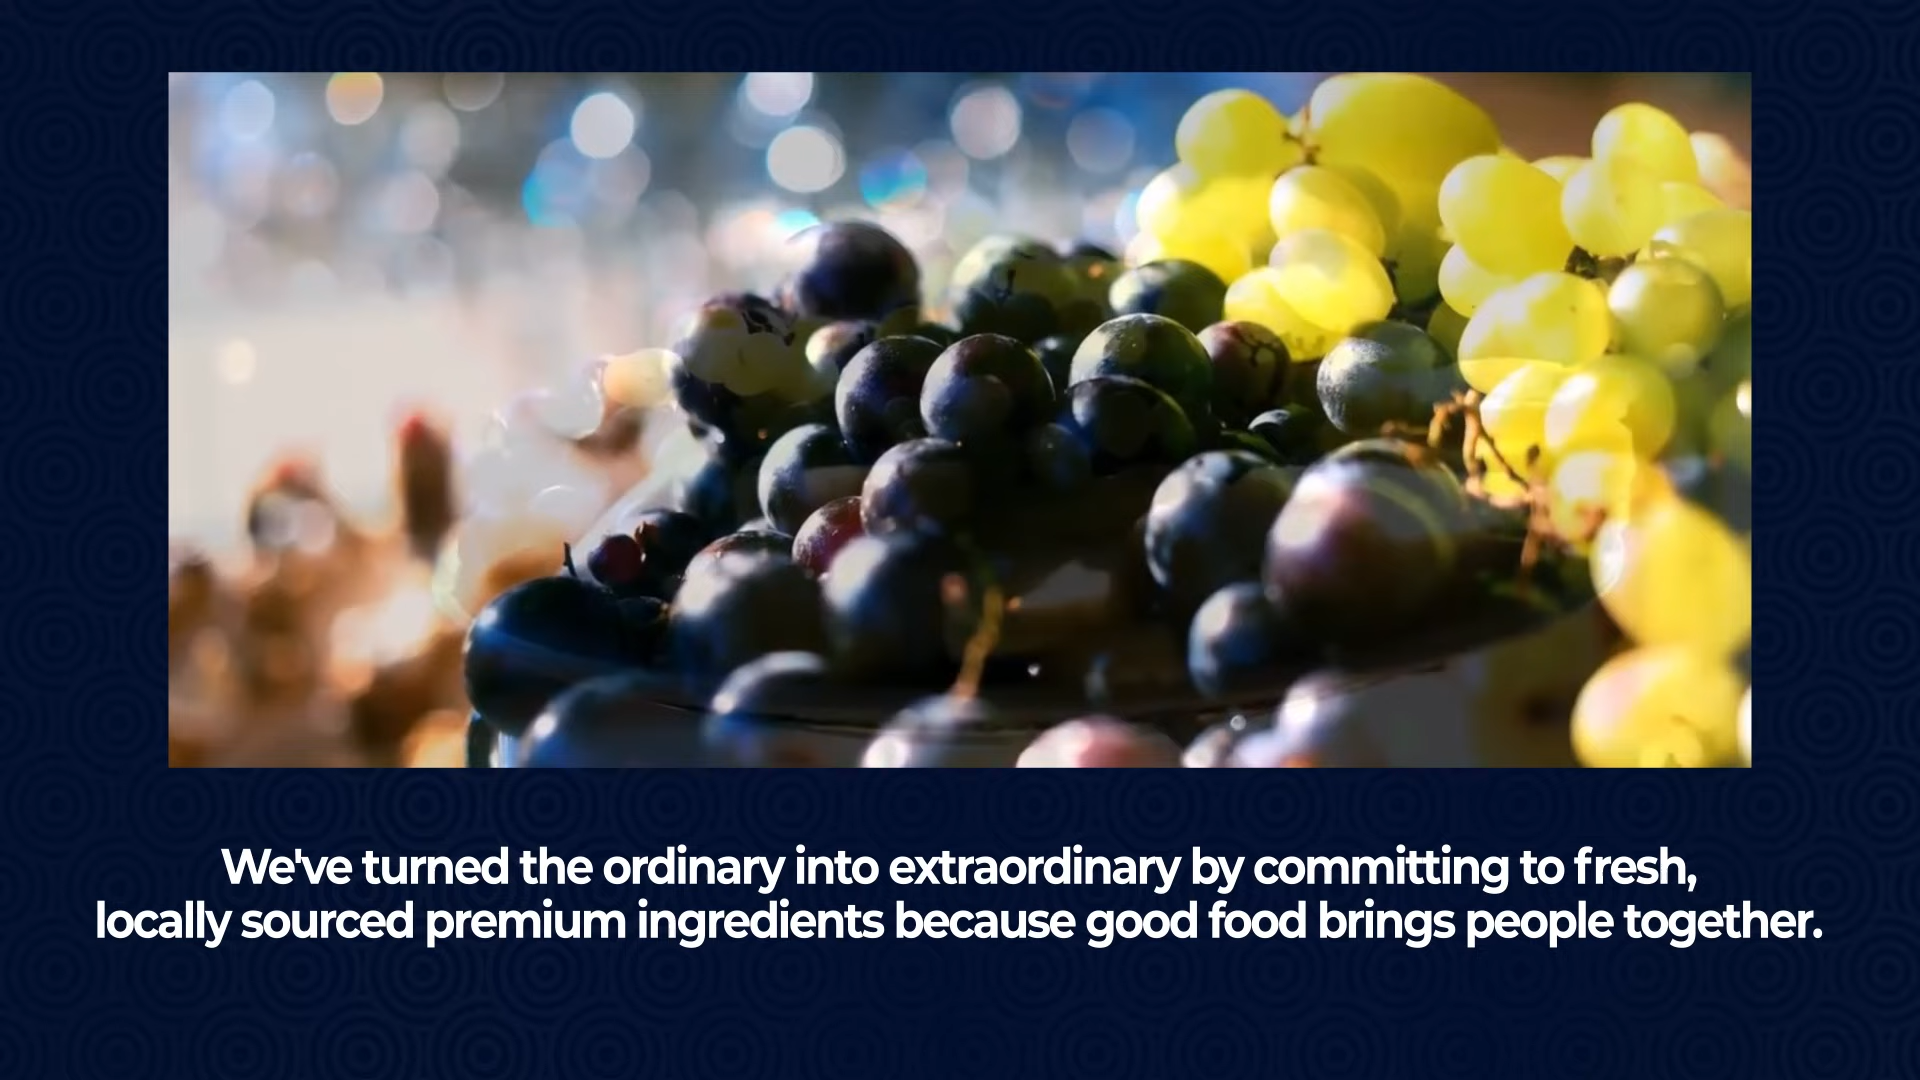 We've turned the ordinary into extraordinary by committing to fresh,
locally sourced premium ingredients because good food brings people together.